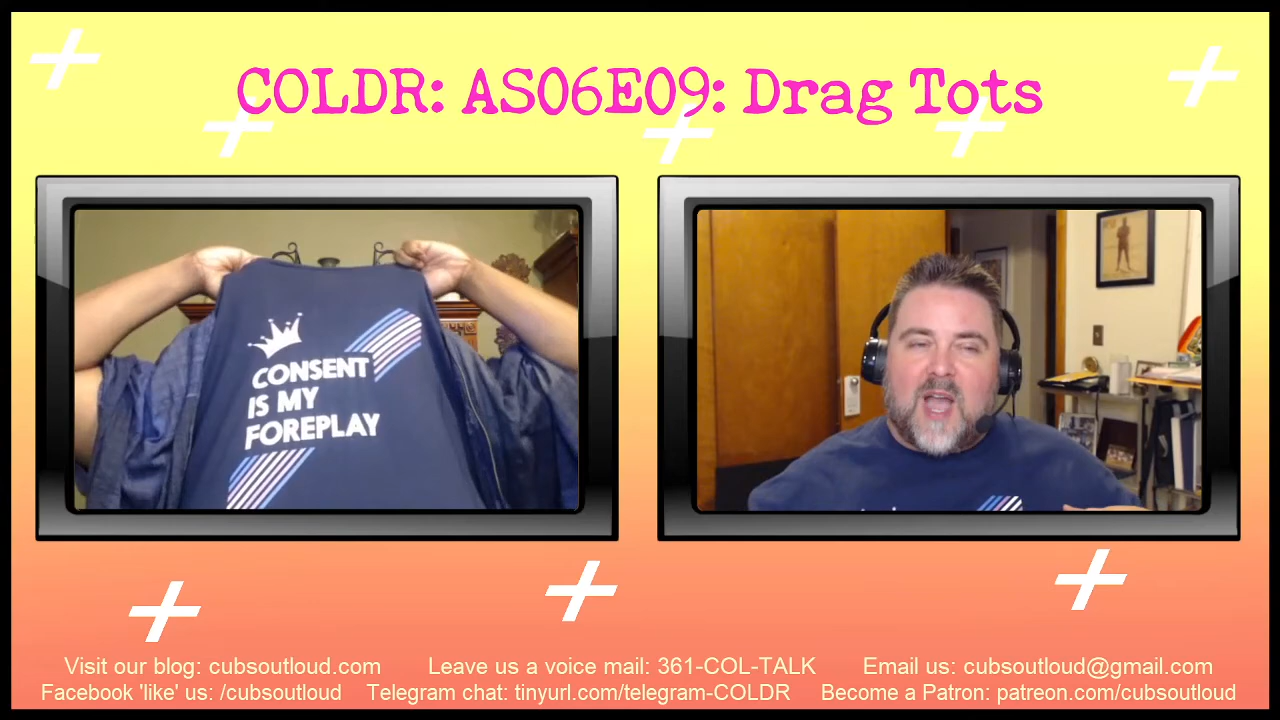 COLDR: AS06E09: Drag Tots
CONSENT
IS MY
FOREPLAY
Visit our blog: cubsoutloud.com Leave us a voice mail: 361-COL-TALK Email us: cubsoutloud@gmail.com
Facebook 'like' us: /cubsoutloud Telegram chat: tinyurl.com/telegram-COLDR Become a Patron: patreon.com/cubsoutloud